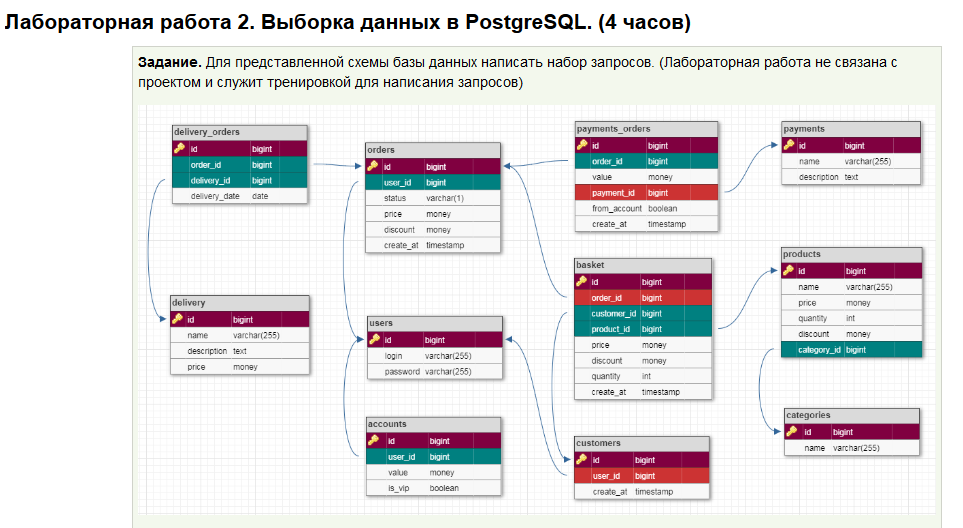 Лабораторная работа 2. Выборка данных в PostgreSQL. (4 часов)
Задание. Для представленной схемы базы данных написать набор запросов. (Лабораторная работа не связана с
проектом и служит тренировкой для написания запросов)
delivery_orders
id bigint
order_id bigint
delivery_id bigint
delivery_date date
orders
id bigint
user_id bigint
status varchar(1)
price money
discount money
create_at timestamp
payments_orders
id bigint
order_id bigint
value money
payment_id bigint
from_account boolean
create_at timestamp
payments
id bigint
name varchar(255)
description text
delivery
id bigint
name varchar(255)
description text
price money
users
id bigint
login varchar(255)
password varchar(255)
basket
id bigint
order_id bigint
customer_id bigint
product_id bigint
price money
discount money
quantity int
create_at timestamp
products
id bigint
name varchar(255)
price money
quantity int
discount money
category_id bigint
accounts
id bigint
user_id bigint
value money
is_vip boolean
customers
id bigint
user_id bigint
create_at timestamp
categories
id bigint
name varchar(255)